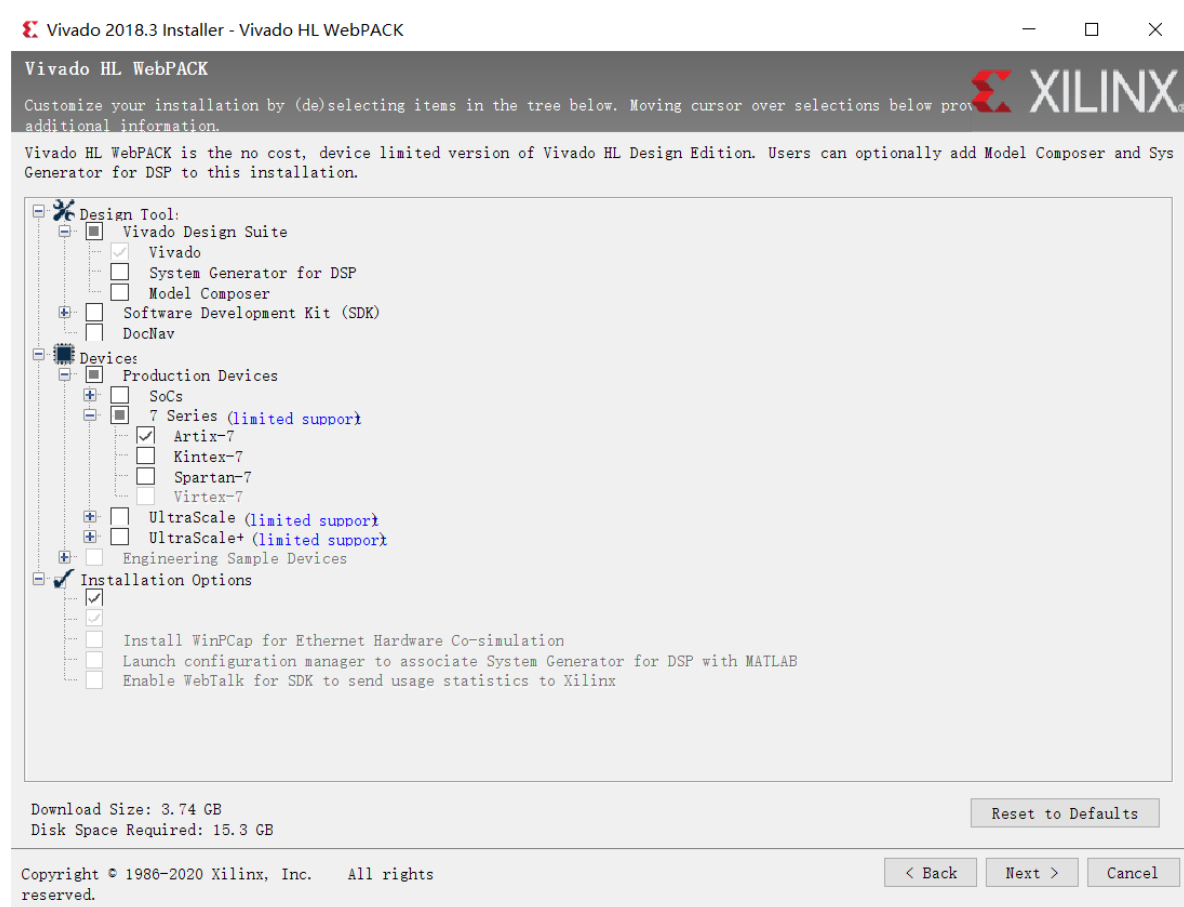 Vivado 2018.3 Installer - Vivado HL WebPACK
Vivado HL WebPACK
XILINX
Customize your installation by (de)selecting items in the tree below. Moving cursor over selections below prov
additional information.
Vivado HL WebPACK is the no cost, device limited version of Vivado HL Design Edition. Users can optionally add Model Composer and Sys
Generator for DSP to this installation.
Design Tool:
Vivado Design Suite
Vivado
System Generator for DSP
Model Composer
Software Development Kit (SDK)
DocNav
Devices
Production Devices
SoCs
7 Series (limited support)
Artix-7
Kintex-7
Spartan-7
Virtex-7
UltraScale (limited support)
UltraScale+ (limited support)
Engineering Sample Devices
Installation Options
Install WinPCap for Ethernet Hardware Co-simulation
Launch configuration manager to associate System Generator for DSP with MATLAB
Enable WebTalk for SDK to send usage statistics to Xilinx
Download Size: 3.74 GB
Disk Space Required: 15.3 GB
Reset to Defaults
Copyright © 1986-2020 Xilinx, Inc. All rights
reserved.
< Back Next > Cancel